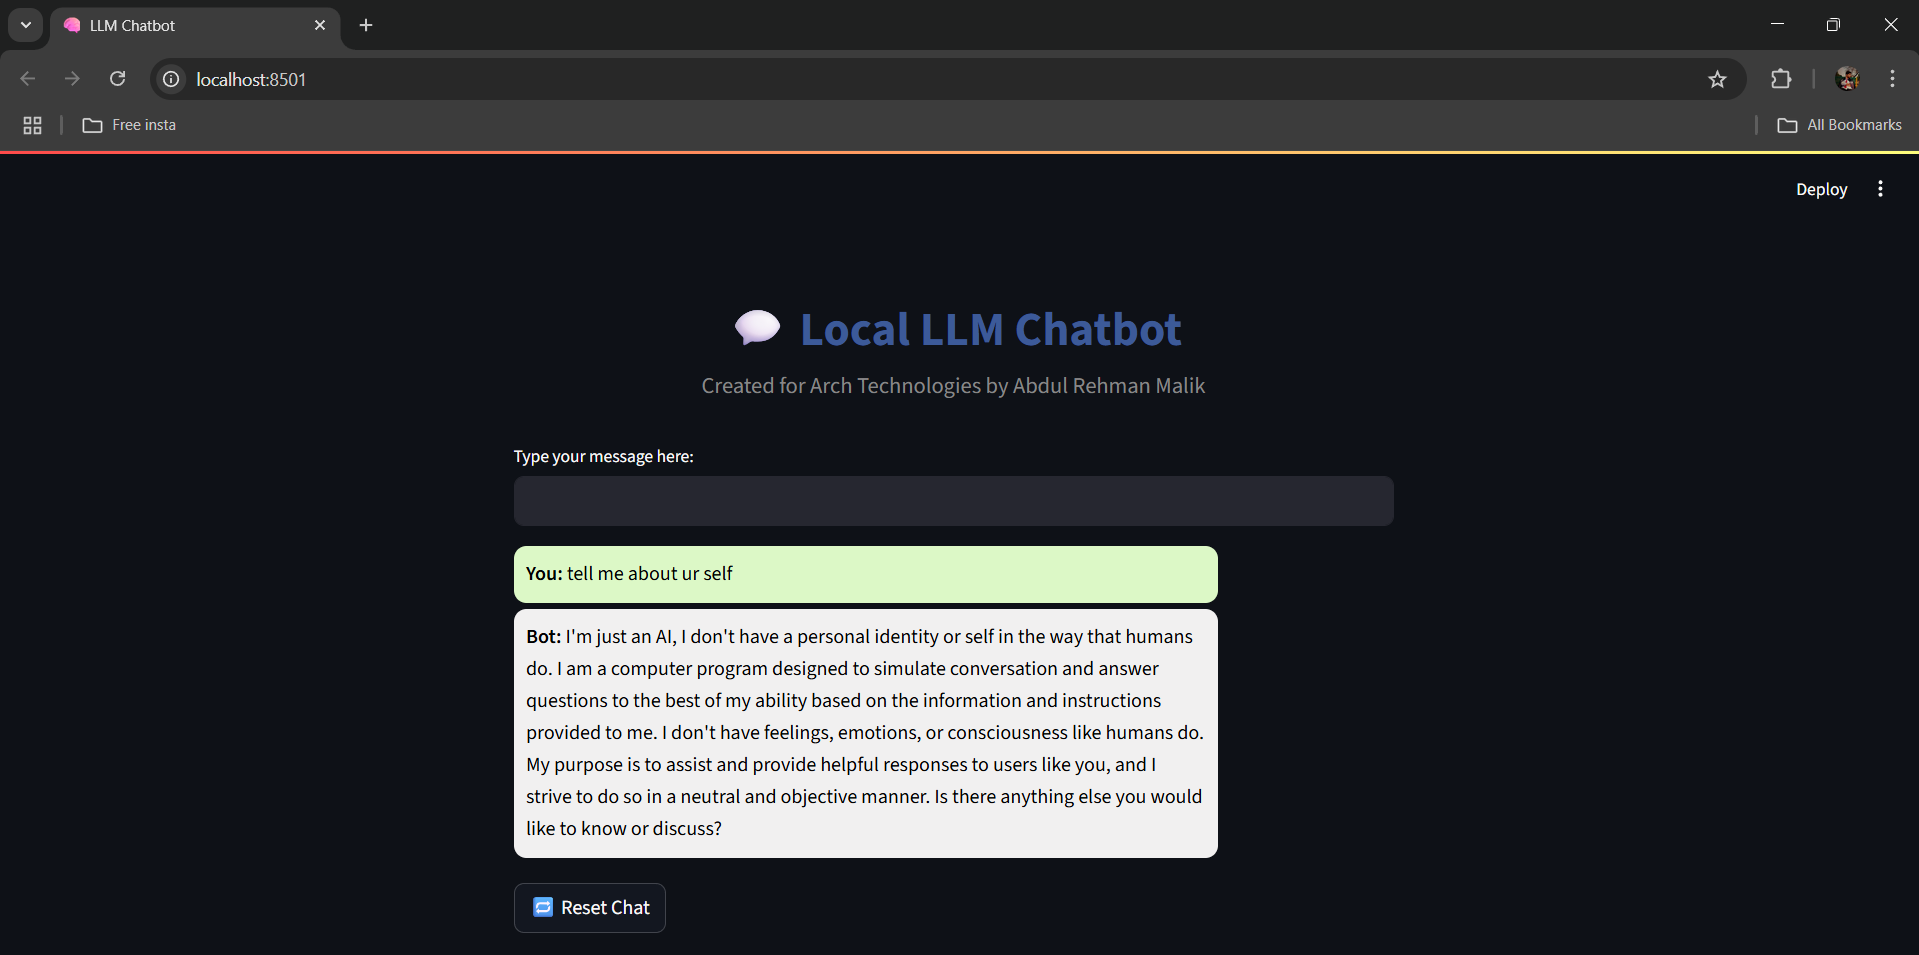 LLM Chatbot
localhost:8501
Free insta
All Bookmarks
Deploy
Local LLM Chatbot
Created for Arch Technologies by Abdul Rehman Malik
Type your message here:
You: tell me about ur self
Bot: I'm just an AI, I don't have a personal identity or self in the way that humans
do. I am a computer program designed to simulate conversation and answer
questions to the best of my ability based on the information and instructions
provided to me. I don't have feelings, emotions, or consciousness like humans do.
My purpose is to assist and provide helpful responses to users like you, and I
strive to do so in a neutral and objective manner. Is there anything else you would
like to know or discuss?
Reset Chat